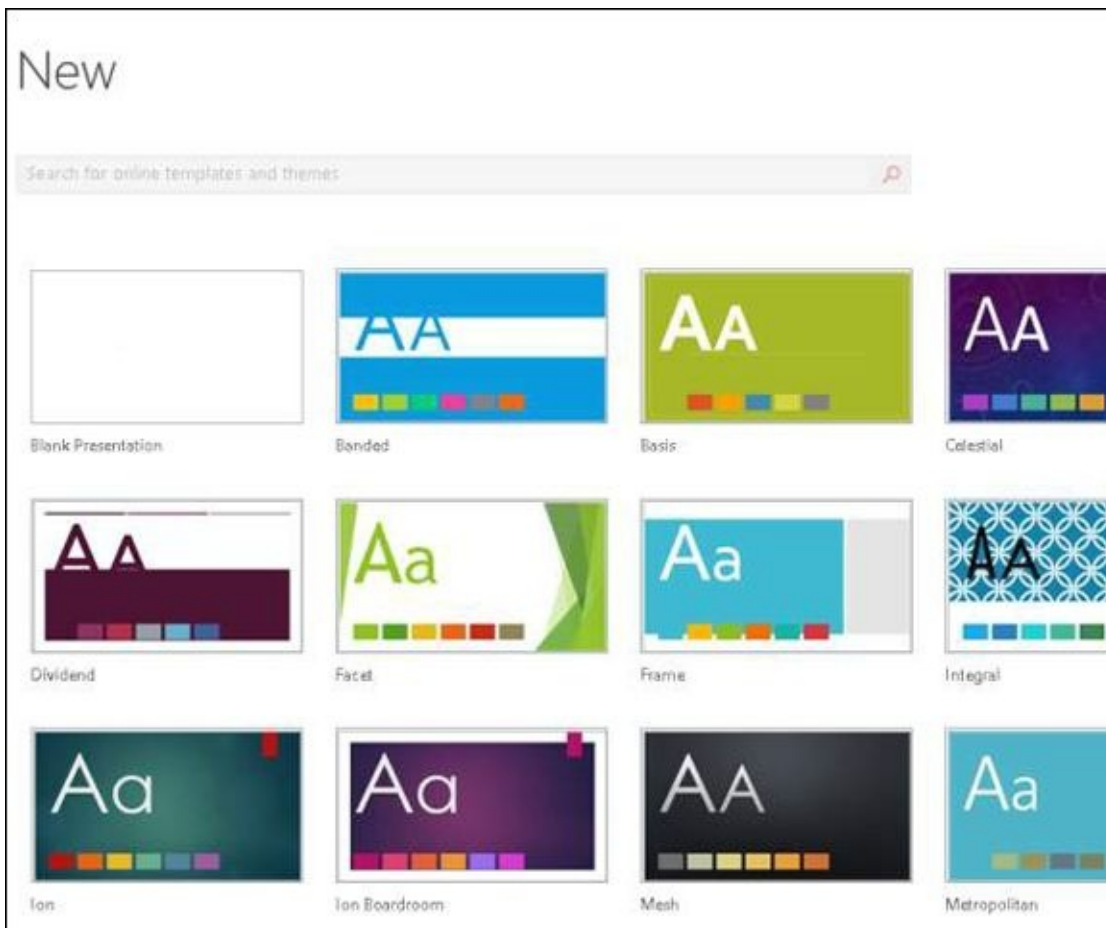 New
Search for online templates and themes
Aa Aa Aa
Blank Presentation Banded Basis Celestial
Aa Aa Aa Aa
Dividend Facet Frame Integral
Aa Aa Aa Aa
Ion Ion Boardroom Mesh Metropolitan